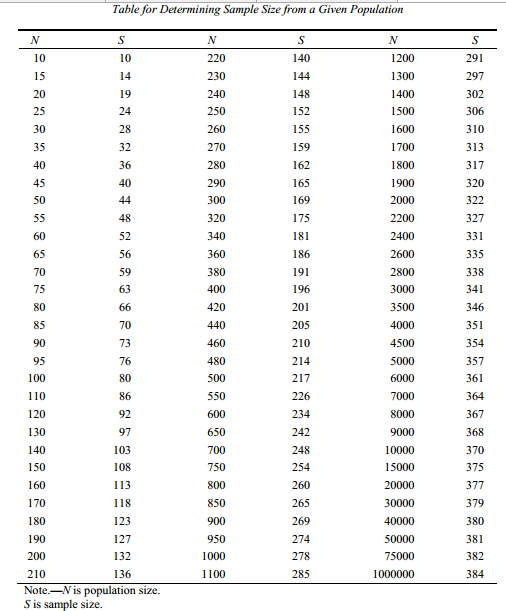 Table for Determining Sample Size from a Given Population
N S N S N S
10 10 220 140 1200 291
15 14 230 144 1300 297
20 19 240 148 1400 302
25 24 250 152 1500 306
30 28 260 155 1600 310
35 32 270 159 1700 313
40 36 280 162 1800 317
45 40 290 165 1900 320
50 44 300 169 2000 322
55 48 320 175 2200 327
60 52 340 181 2400 331
65 56 360 186 2600 335
70 59 380 191 2800 338
75 63 400 196 3000 341
80 66 420 201 3500 346
85 70 440 205 4000 351
90 73 460 210 4500 354
95 76 480 214 5000 357
100 80 500 217 6000 361
110 86 550 226 7000 364
120 92 600 234 8000 367
130 97 650 242 9000 368
140 103 700 248 10000 370
150 108 750 254 15000 375
160 113 800 260 20000 377
170 118 850 265 30000 379
180 123 900 269 40000 380
190 127 950 274 50000 381
200 132 1000 278 75000 382
210 136 1100 285 1000000 384
Note.—N is population size.
S is sample size.